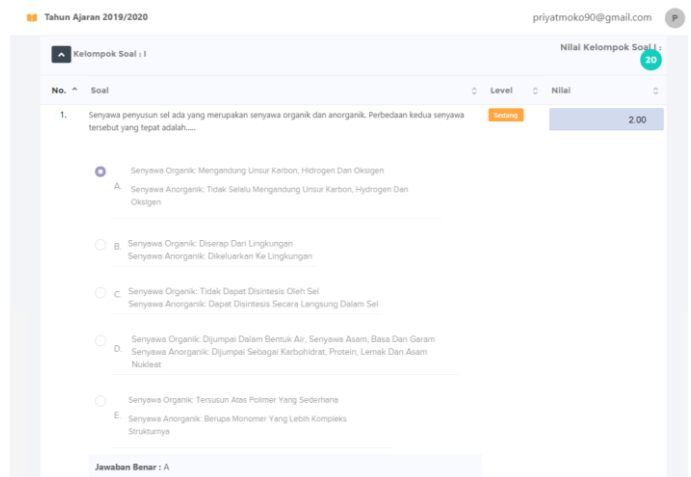 Tahun Ajaran 2019/2020
priyatmoko90@gmail.com
P
Kelompok Soal : I
Nilai Kelompok Soal I :
20
No. Soal Level Nilai
1. Senyawa penyusun sel ada yang merupakan senyawa organik dan anorganik. Perbedaan kedua senyawa
tersebut yang tepat adalah.....
Sedang
2.00
Senyawa Organik: Mengandung Unsur Karbon, Hidrogen Dan Oksigen
A.
Senyawa Anorganik: Tidak Selalu Mengandung Unsur Karbon, Hydrogen Dan
Oksigen
B. Senyawa Organik: Diserap Dari Lingkungan
Senyawa Anorganik: Dikeluarkan Ke Lingkungan
C. Senyawa Organik: Tidak Dapat Disintesis Oleh Sel
Senyawa Anorganik: Dapat Disintesis Secara Langsung Dalam Sel
Senyawa Organik: Dijumpai Dalam Bentuk Air, Senyawa Asam, Basa Dan Garam
D. Senyawa Anorganik: Dijumpai Sebagai Karbohidrat, Protein, Lemak Dan Asam
Nukleat
Senyawa Organik: Tersusun Atas Polimer Yang Sederhana
E.
Senyawa Anorganik: Berupa Monomer Yang Lebih Kompleks
Strukturnya
Jawaban Benar : A